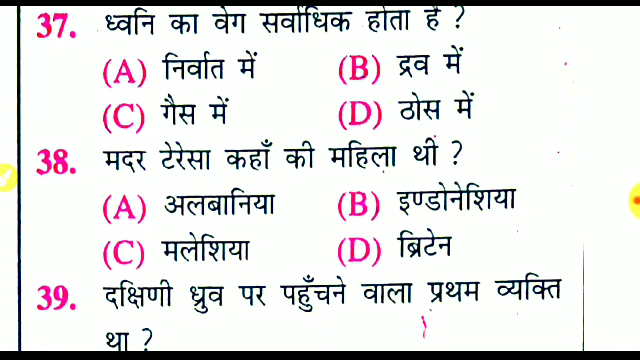 37. ध्वनि का वेग सर्वाधिक होता है ?
(A) निर्वात में (B) द्रव में
(C) गैस में (D) ठोस में
38. मदर टेरेसा कहाँ की महिला थी ?
(A) अलबानिया (B) इण्डोनेशिया
(C) मलेशिया (D) ब्रिटेन
39. दक्षिणी ध्रुव पर पहुँचने वाला प्रथम व्यक्ति
था ?